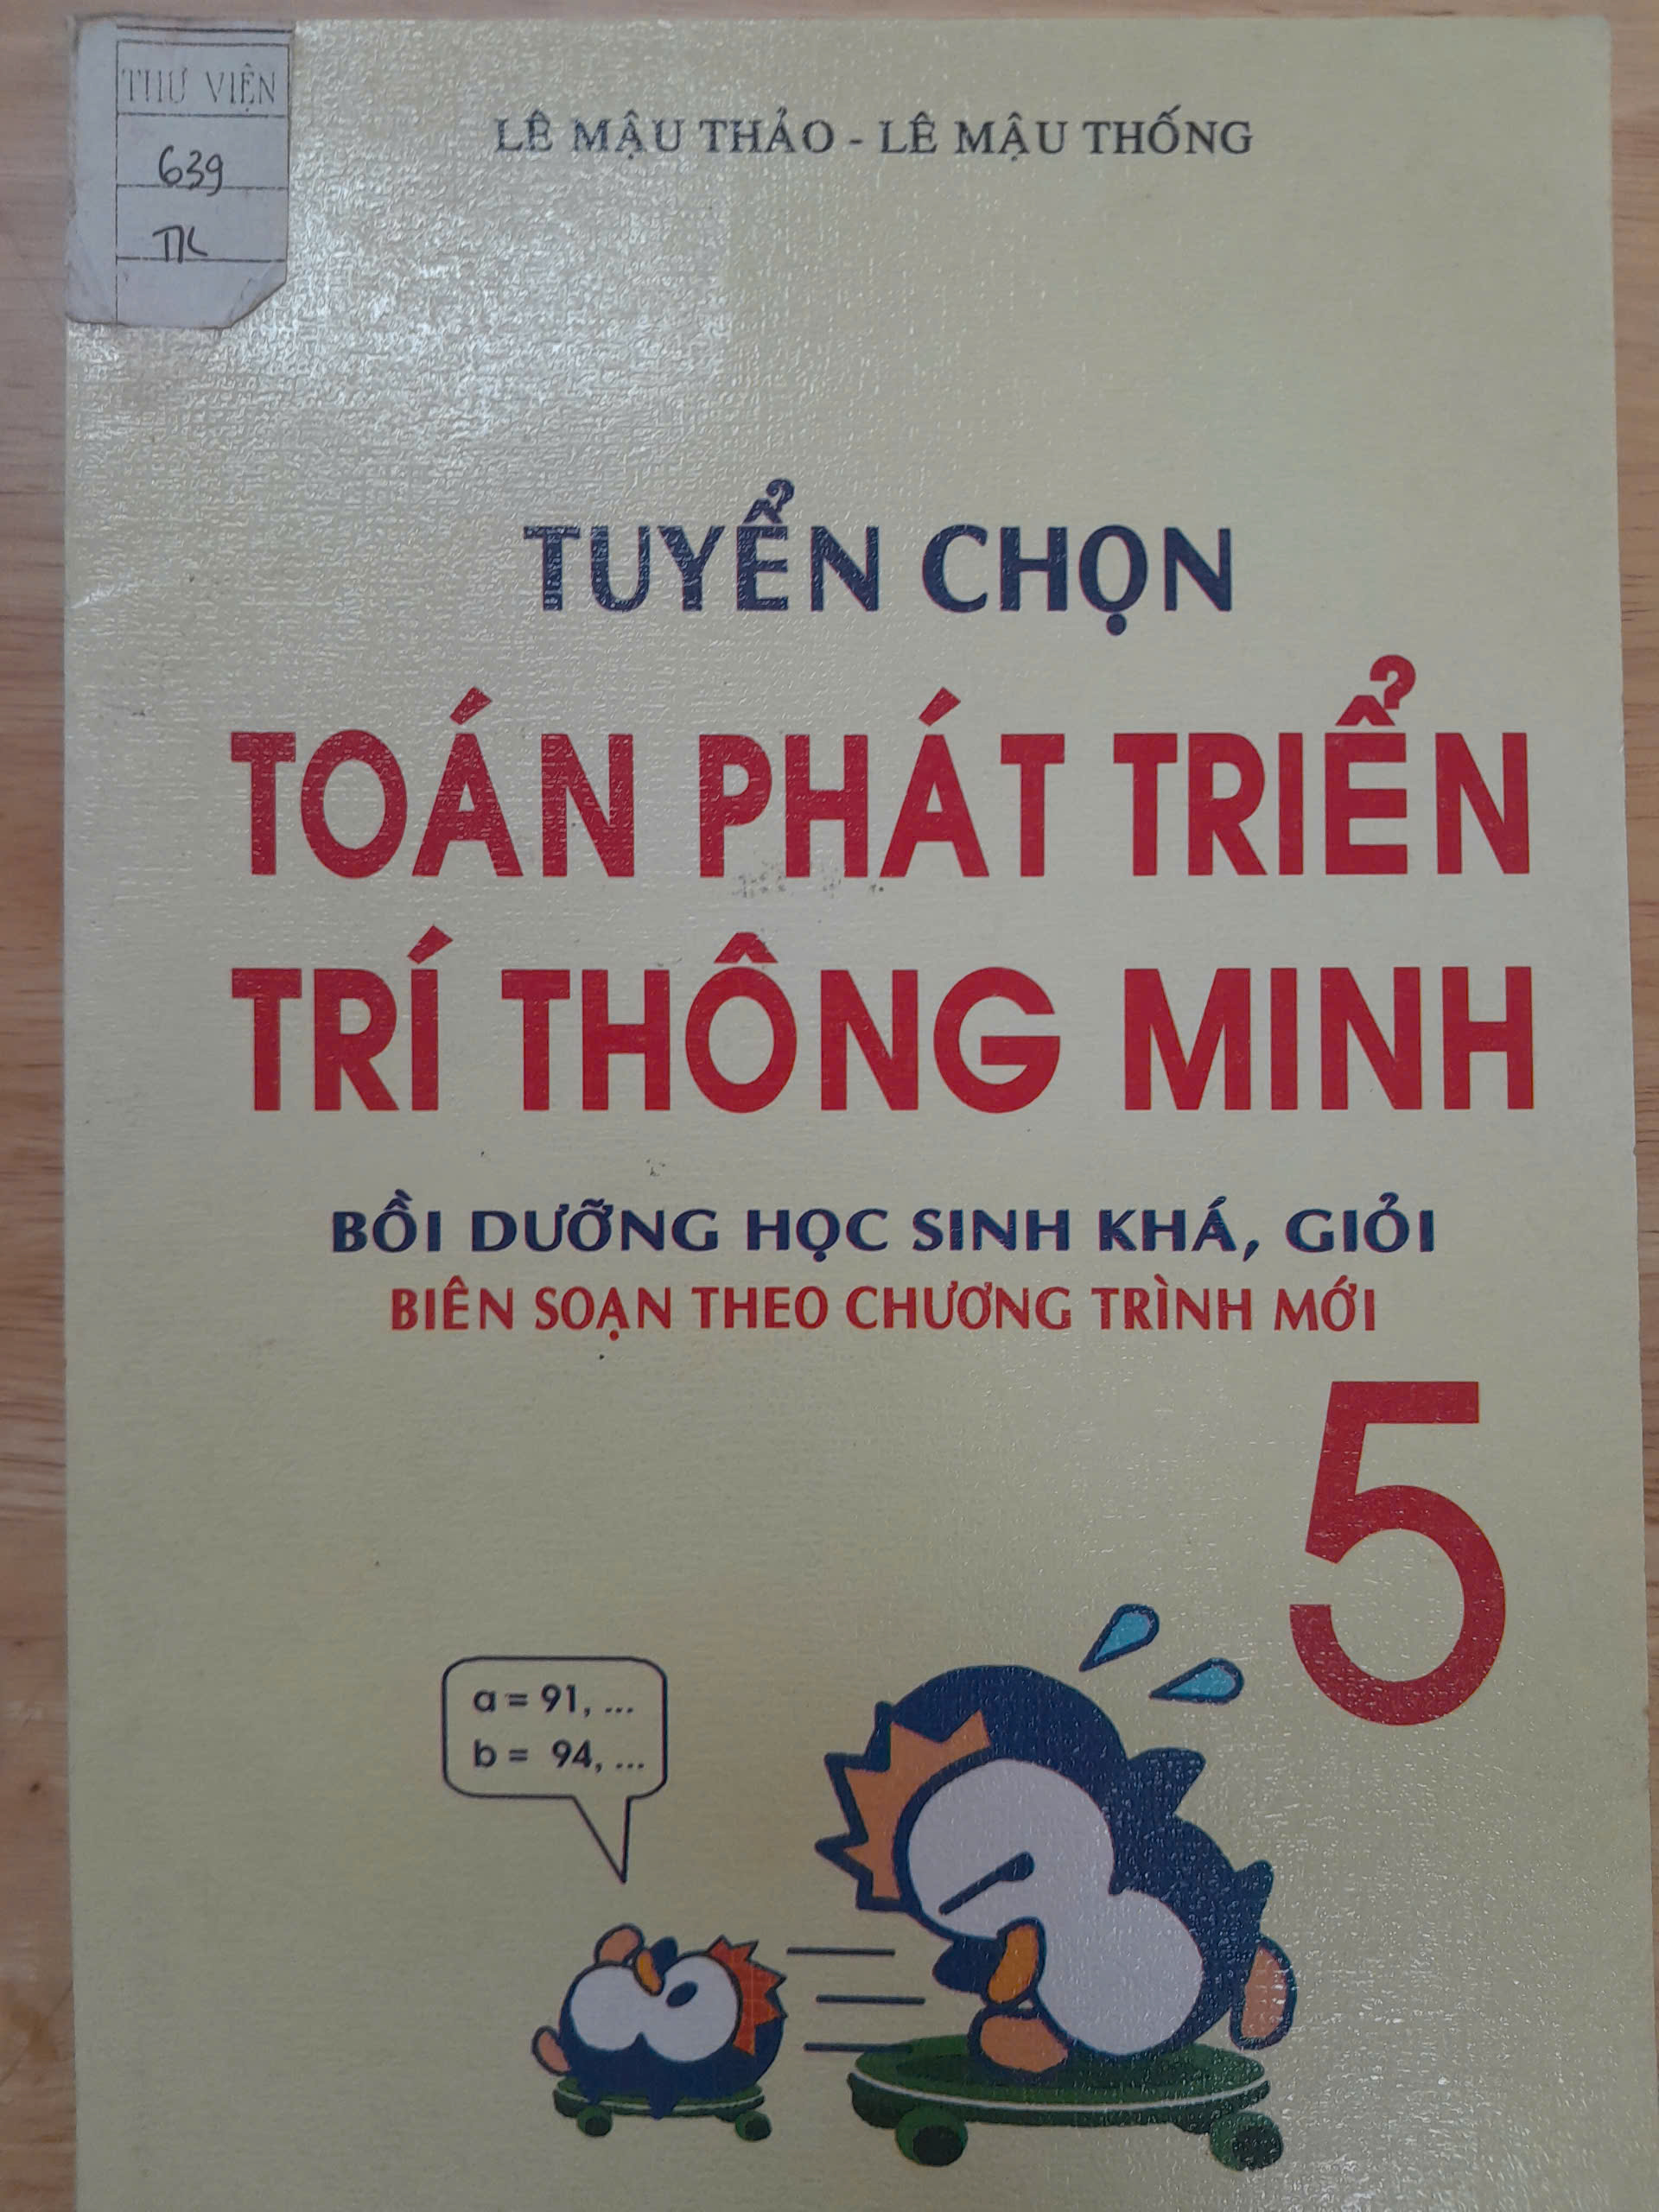 THƯ VIỆN
639
TK
LÊ MẬU THẢO - LÊ MẬU THỐNG
TUYỂN CHỌN
TOÁN PHÁT TRIỂN
TRÍ THÔNG MINH
BỒI DƯỠNG HỌC SINH KHÁ, GIỎI
BIÊN SOẠN THEO CHƯƠNG TRÌNH MỚI
5
a = 91, ...
b = 94, ...